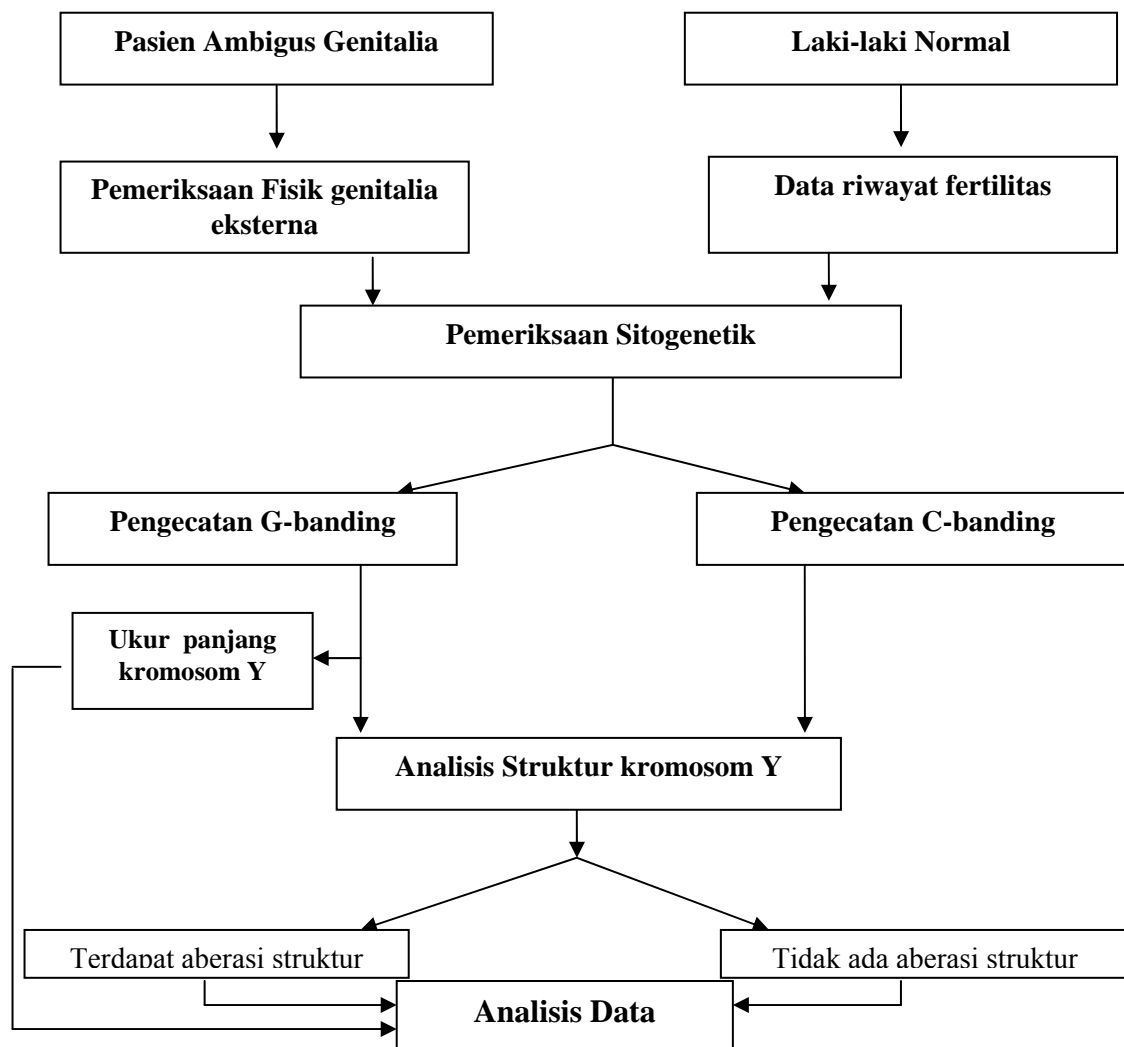 Pasien Ambigus Genitalia
Laki-laki Normal
Pemeriksaan Fisik genitalia
eksterna
Data riwayat fertilitas
Pemeriksaan Sitogenetik
Pengecatan G-banding
Pengecatan C-banding
Ukur panjang
kromosom Y
Analisis Struktur kromosom Y
Terdapat aberasi struktur
Tidak ada aberasi struktur
Analisis Data